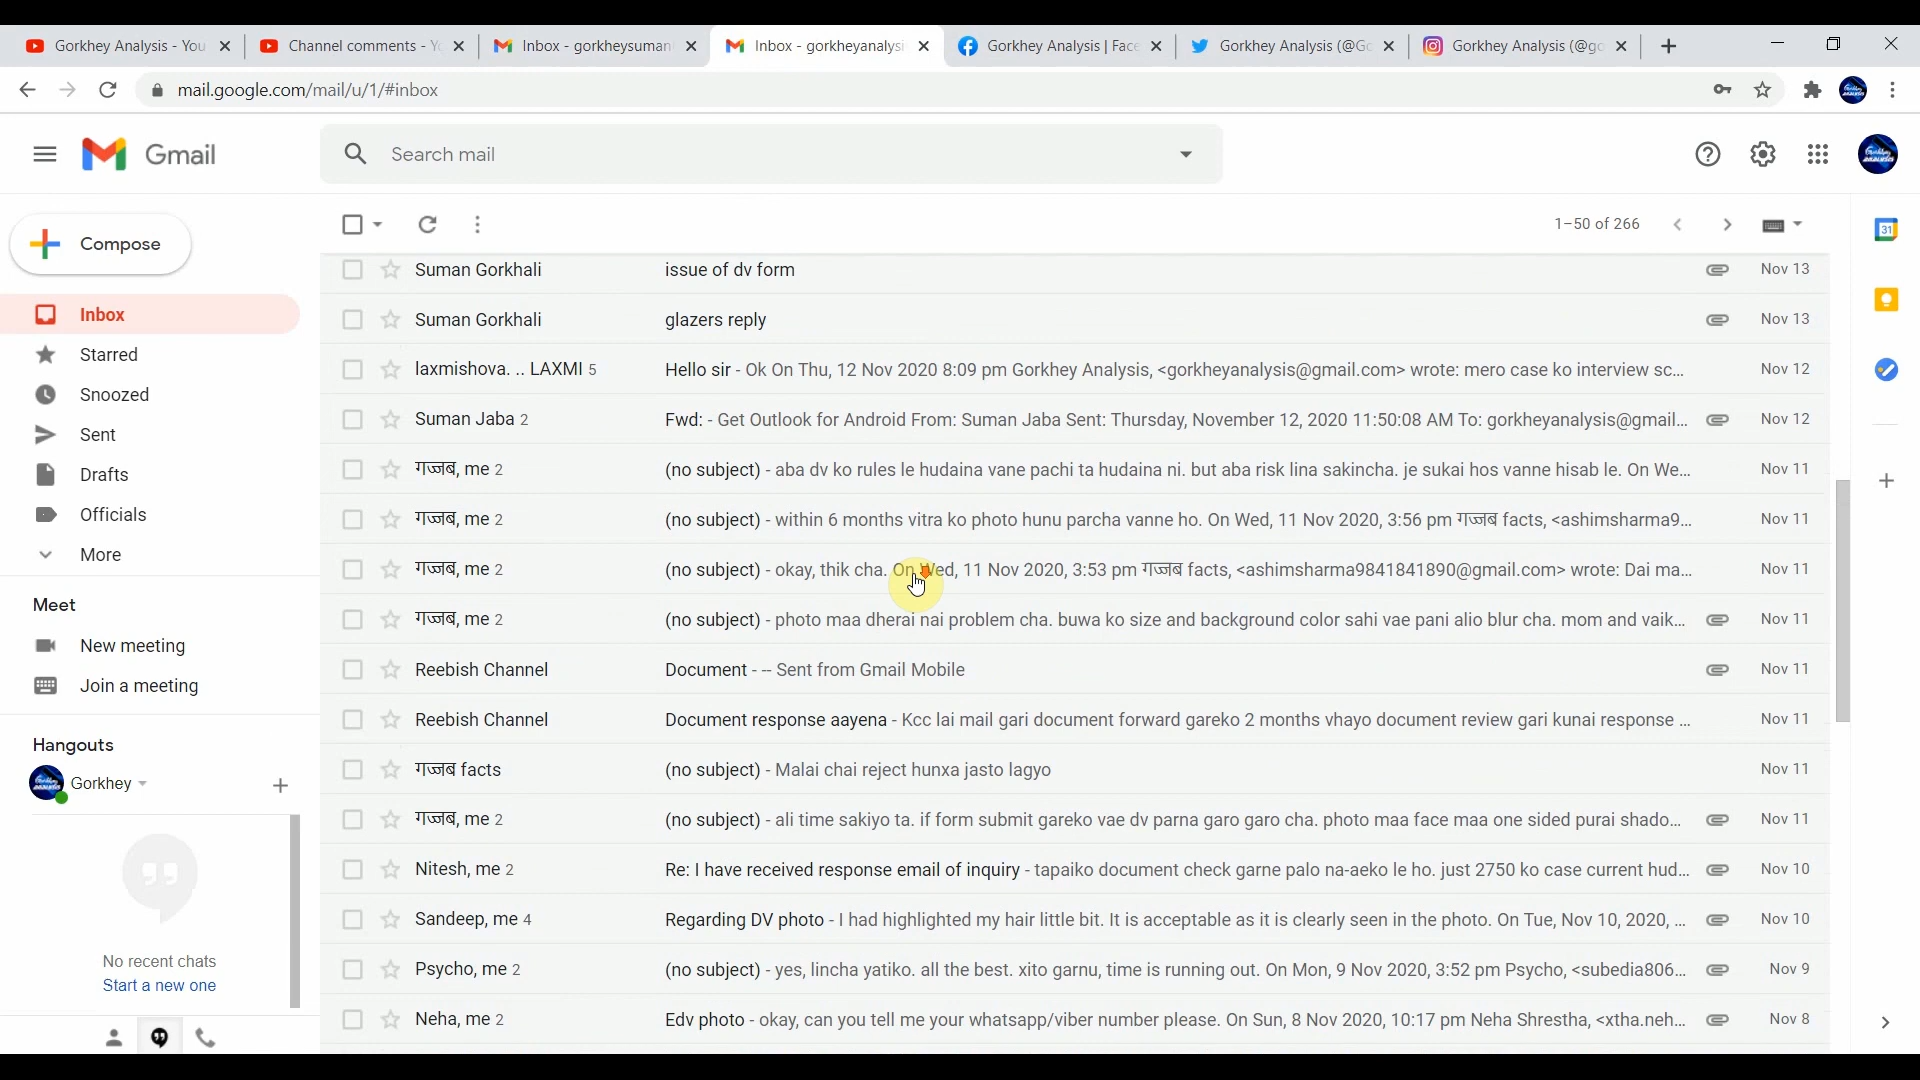 Gorkhey Analysis - You
Channel comments - Y
Inbox - gorkheysuman
Inbox - gorkheyanalysi
Gorkhey Analysis | Face
Gorkhey Analysis (@Go
Gorkhey Analysis (@go
mail.google.com/mail/u/1/#inbox
Gmail
Search mail
1–50 of 266
Compose
Inbox
Starred
Snoozed
Sent
Drafts
Officials
More
Meet
New meeting
Join a meeting
Hangouts
Gorkhey
No recent chats
Start a new one
31
Suman Gorkhali issue of dv form Nov 13
Suman Gorkhali glazers reply Nov 13
laxmishova. .. LAXMI 5 Hello sir - Ok On Thu, 12 Nov 2020 8:09 pm Gorkhey Analysis, <gorkheyanalysis@gmail.com> wrote: mero case ko interview sc... Nov 12
Suman Jaba 2 Fwd: - Get Outlook for Android From: Suman Jaba Sent: Thursday, November 12, 2020 11:50:08 AM To: gorkheyanalysis@gmail... Nov 12
गज्जब, me 2 (no subject) - aba dv ko rules le hudaina vane pachi ta hudaina ni. but aba risk lina sakincha. je sukai hos vanne hisab le. On We... Nov 11
गज्जब, me 2 (no subject) - within 6 months vitra ko photo hunu parcha vanne ho. On Wed, 11 Nov 2020, 3:56 pm गज्जब facts, <ashimsharma9... Nov 11
गज्जब, me 2 (no subject) - okay, thik cha. On Wed, 11 Nov 2020, 3:53 pm गज्जब facts, <ashimsharma9841841890@gmail.com> wrote: Dai ma... Nov 11
गज्जब, me 2 (no subject) - photo maa dherai nai problem cha. buwa ko size and background color sahi vae pani alio blur cha. mom and vaik... Nov 11
Reebish Channel Document - -- Sent from Gmail Mobile Nov 11
Reebish Channel Document response aayena - Kcc lai mail gari document forward gareko 2 months vhayo document review gari kunai response ... Nov 11
गज्जब facts (no subject) - Malai chai reject hunxa jasto lagyo Nov 11
गज्जब, me 2 (no subject) - ali time sakiyo ta. if form submit gareko vae dv parna garo garo cha. photo maa face maa one sided purai shado... Nov 11
Nitesh, me 2 Re: I have received response email of inquiry - tapaiko document check garne palo na-aeko le ho. just 2750 ko case current hud... Nov 10
Sandeep, me 4 Regarding DV photo - I had highlighted my hair little bit. It is acceptable as it is clearly seen in the photo. On Tue, Nov 10, 2020, ... Nov 10
Psycho, me 2 (no subject) - yes, lincha yatiko. all the best. xito garnu, time is running out. On Mon, 9 Nov 2020, 3:52 pm Psycho, <subedia806... Nov 9
Neha, me 2 Edv photo - okay, can you tell me your whatsapp/viber number please. On Sun, 8 Nov 2020, 10:17 pm Neha Shrestha, <xtha.neh... Nov 8